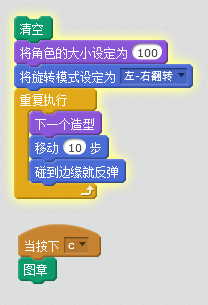 清空
将角色的大小设定为 100
将旋转模式设定为 左-右翻转
重复执行
下一个造型
移动 10 步
碰到边缘就反弹
当按下 c
图章